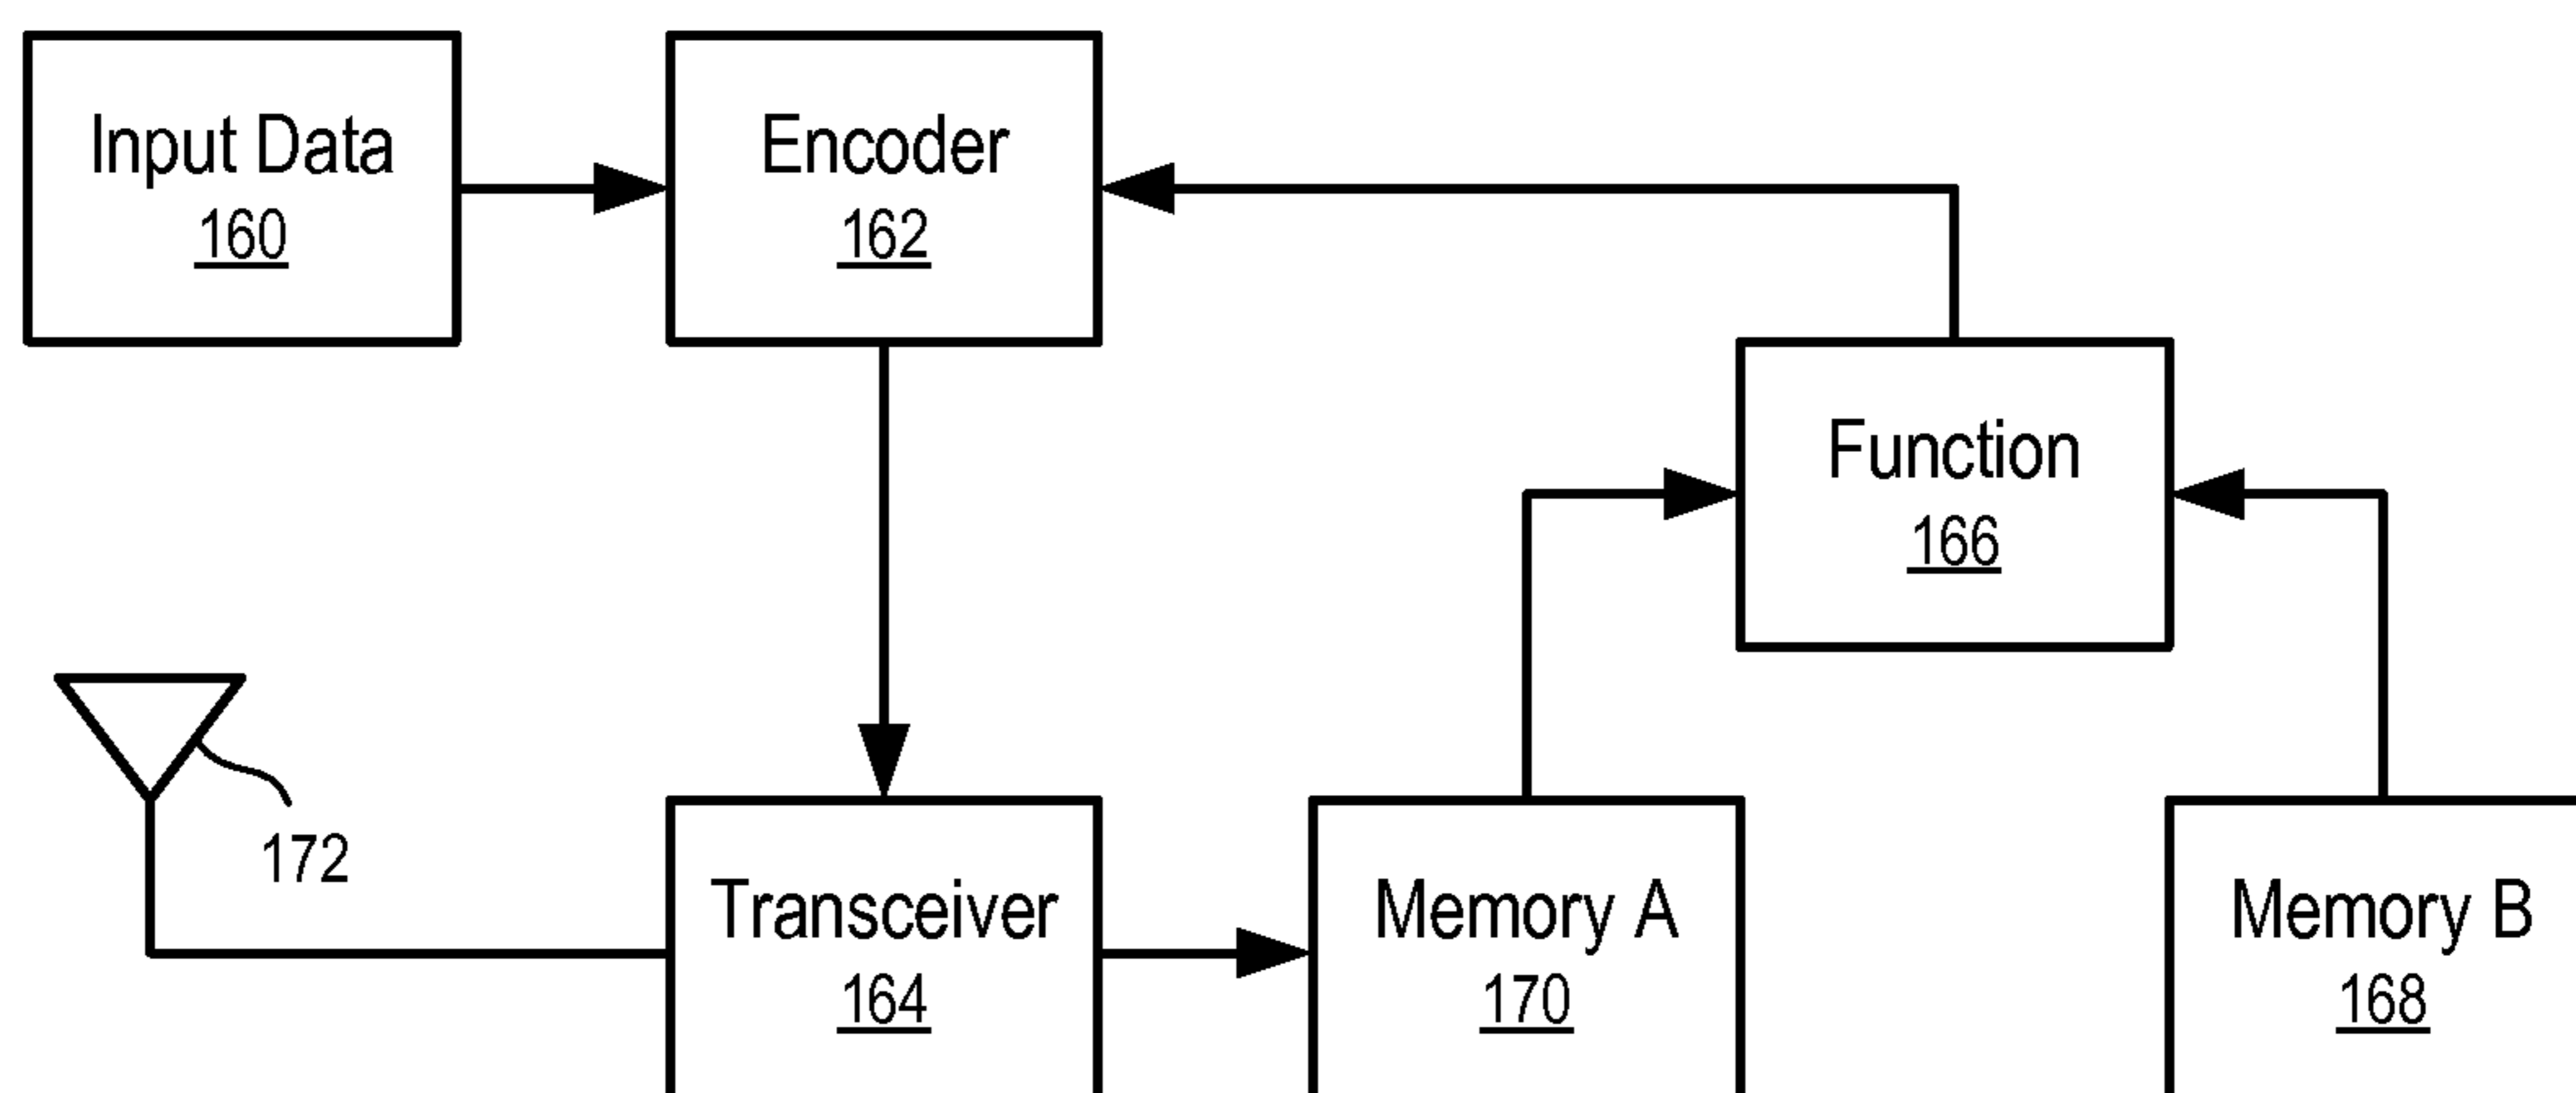 Input Data
160
Encoder
162
Function
166
172
Transceiver
164
Memory A
170
Memory B
168